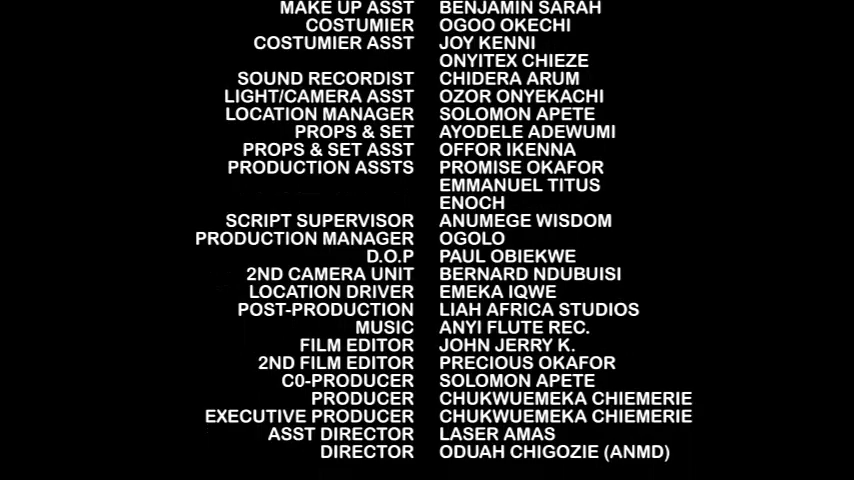 MAKE UP ASST BENJAMIN SARAH
COSTUMIER OGOO OKECHI
COSTUMIER ASST JOY KENNI
ONYITEX CHIEZE
SOUND RECORDIST CHIDERA ARUM
LIGHT/CAMERA ASST OZOR ONYEKACHI
LOCATION MANAGER SOLOMON APETE
PROPS & SET AYODELE ADEWUMI
PROPS & SET ASST OFFOR IKENNA
PRODUCTION ASSTS PROMISE OKAFOR
EMMANUEL TITUS
ENOCH
SCRIPT SUPERVISOR ANUMEGE WISDOM
PRODUCTION MANAGER OGOLO
D.O.P PAUL OBIEKWE
2ND CAMERA UNIT BERNARD NDUBUISI
LOCATION DRIVER EMEKA IQWE
POST-PRODUCTION LIAH AFRICA STUDIOS
MUSIC ANYI FLUTE REC.
FILM EDITOR JOHN JERRY K.
2ND FILM EDITOR PRECIOUS OKAFOR
C0-PRODUCER SOLOMON APETE
PRODUCER CHUKWUEMEKA CHIEMERIE
EXECUTIVE PRODUCER CHUKWUEMEKA CHIEMERIE
ASST DIRECTOR LASER AMAS
DIRECTOR ODUAH CHIGOZIE (ANMD)